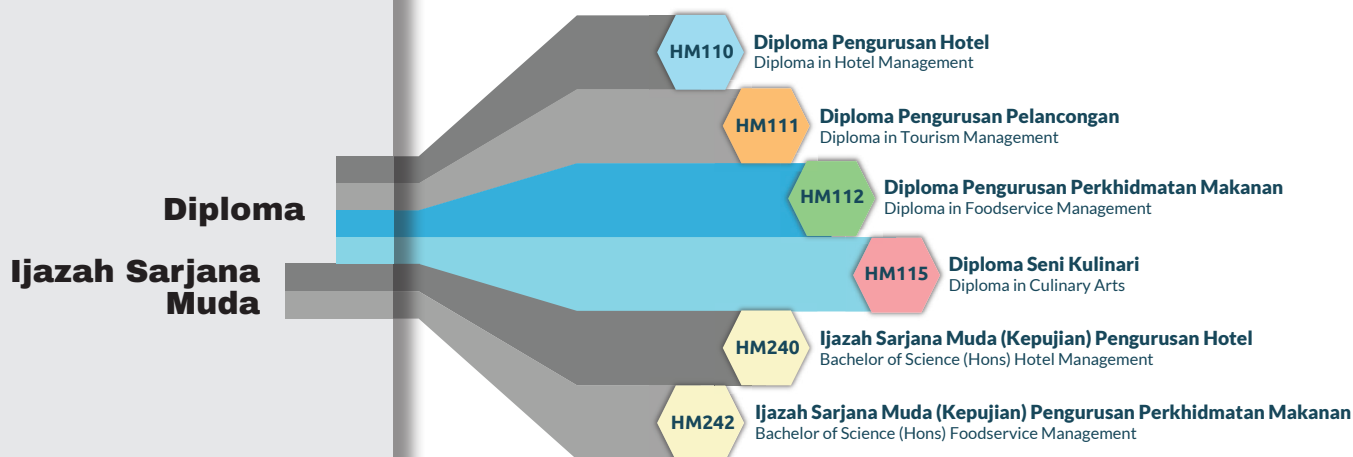 Diploma
Ijazah Sarjana
Muda
HM110
Diploma Pengurusan Hotel
Diploma in Hotel Management
HM111
Diploma Pengurusan Pelancongan
Diploma in Tourism Management
HM112
Diploma Pengurusan Perkhidmatan Makanan
Diploma in Foodservice Management
HM115
Diploma Seni Kulinari
Diploma in Culinary Arts
HM240
Ijazah Sarjana Muda (Kepujian) Pengurusan Hotel
Bachelor of Science (Hons) Hotel Management
HM242
Ijazah Sarjana Muda (Kepujian) Pengurusan Perkhidmatan Makanan
Bachelor of Science (Hons) Foodservice Management